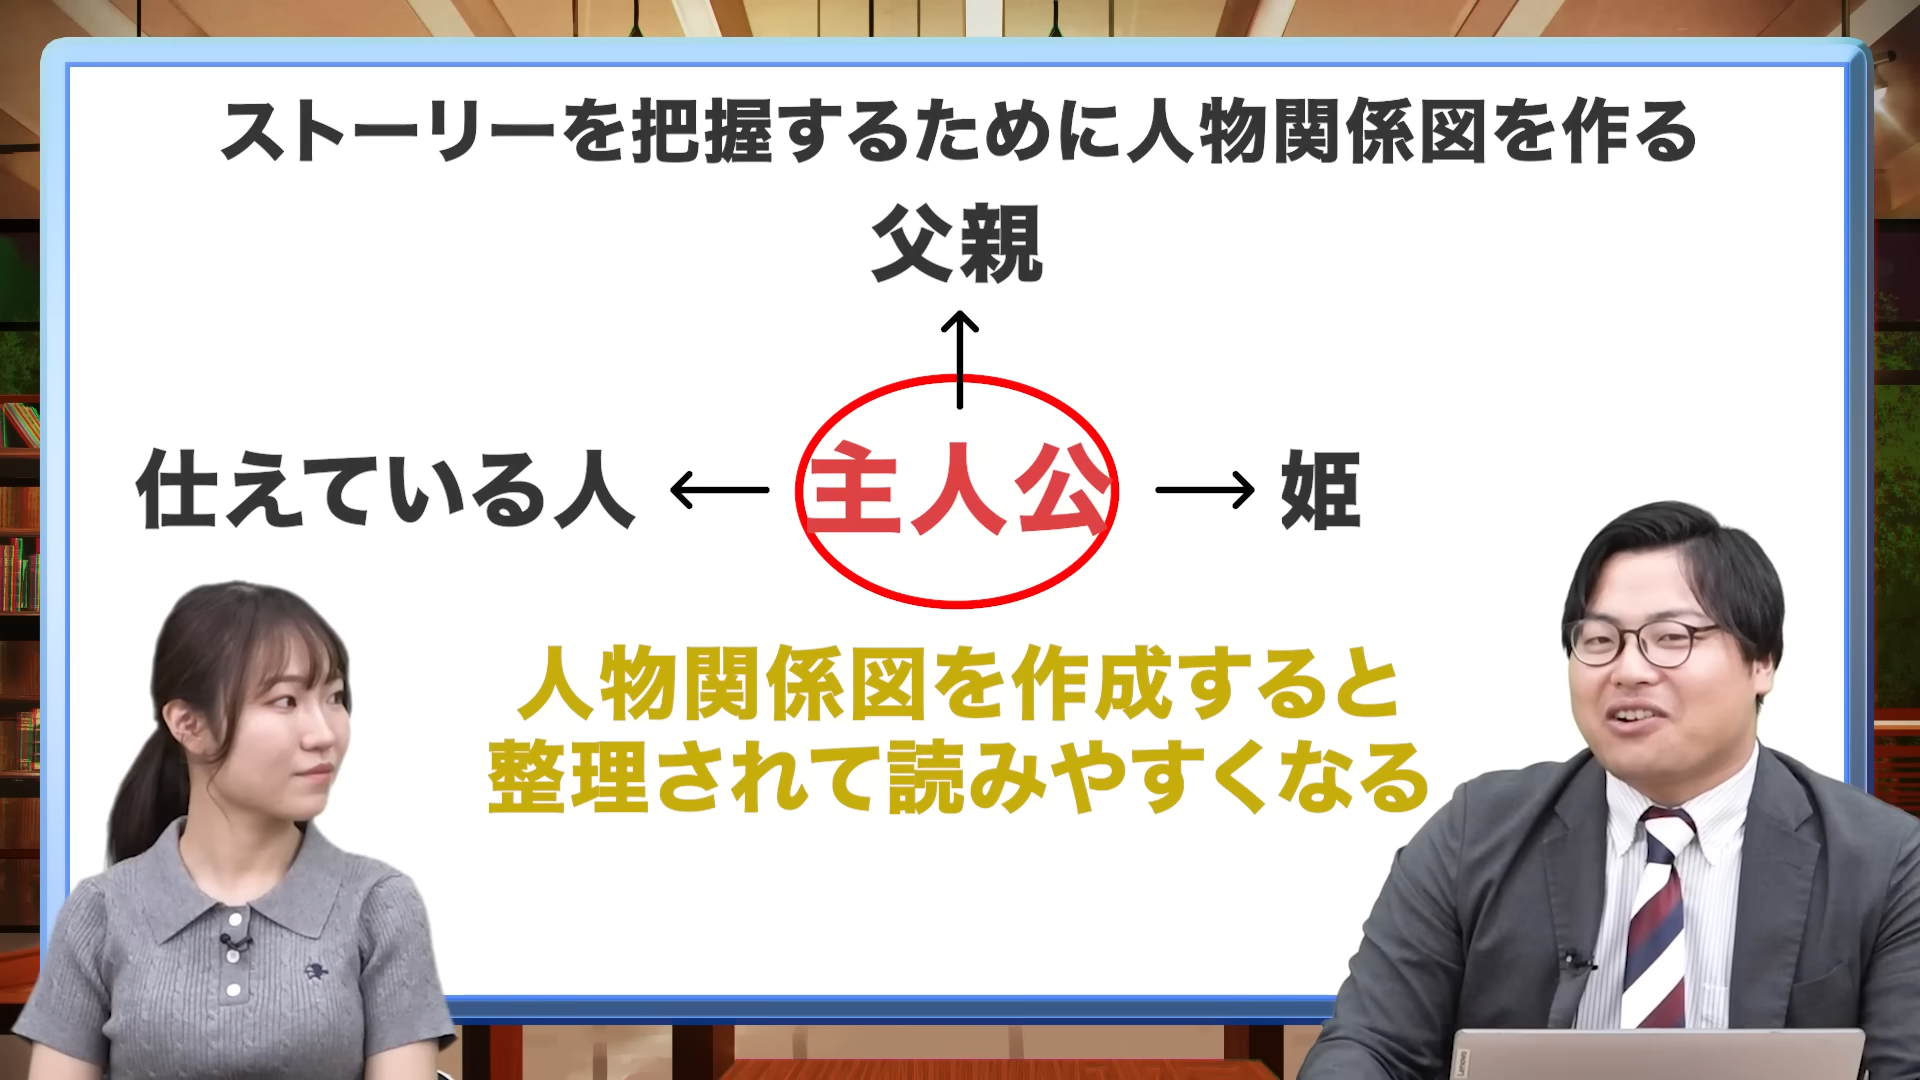 ストーリーを把握するために人物関係図を作る
父親
仕えている人 ← 主人公 → 姫
人物関係図を作成すると
整理されて読みやすくなる
Lenovo